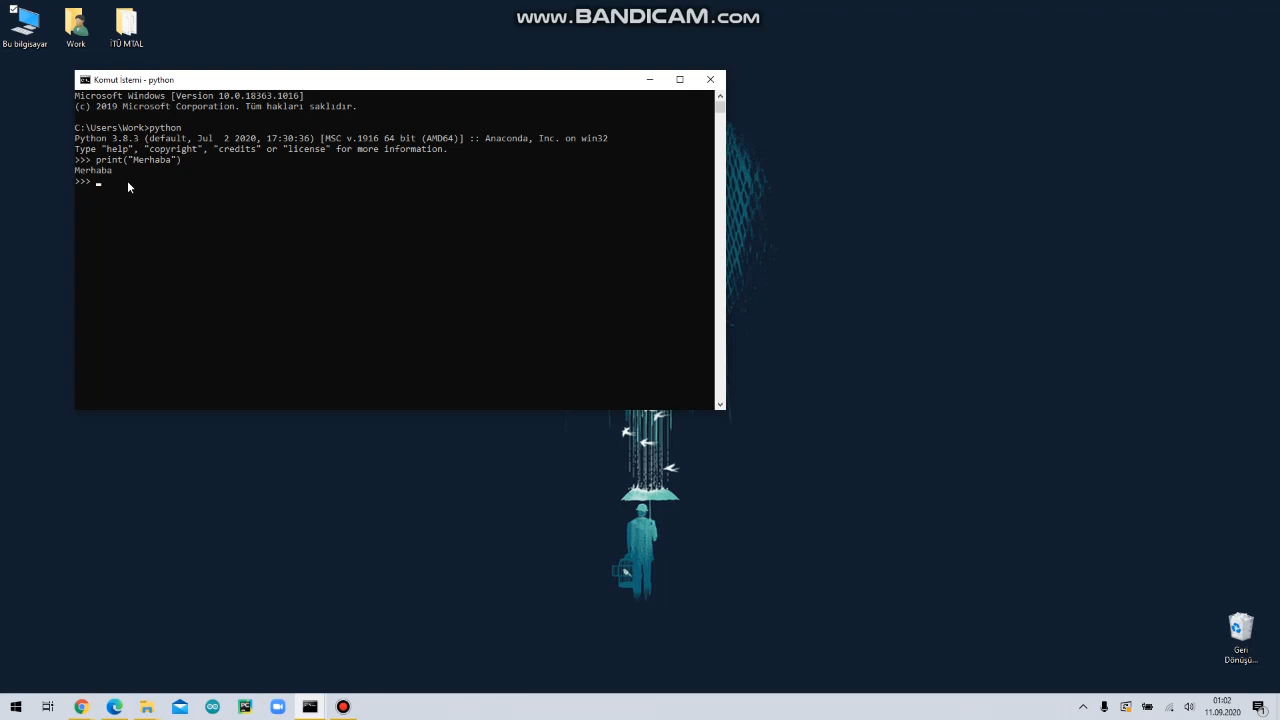 www.BANDICAM.com
Bu bilgisayar
Work
İTÜ MTAL
Komut İstemi - python
Microsoft Windows [Version 10.0.18363.1016]
(c) 2019 Microsoft Corporation. Tüm hakları saklıdır.
C:\Users\Work>python
Python 3.8.3 (default, Jul  2 2020, 17:30:36) [MSC v.1916 64 bit (AMD64)] :: Anaconda, Inc. on win32
Type "help", "copyright", "credits" or "license" for more information.
>>> print("Merhaba")
Merhaba
>>>
Geri
Dönüşü...
PC
01:02
11.09.2020
1